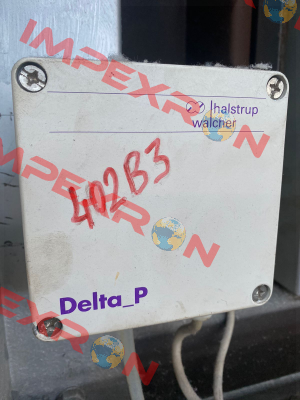 halstrup
walcher
402B3
Delta_P
IMPEXRON
IMPEXRON
IMPEXRON